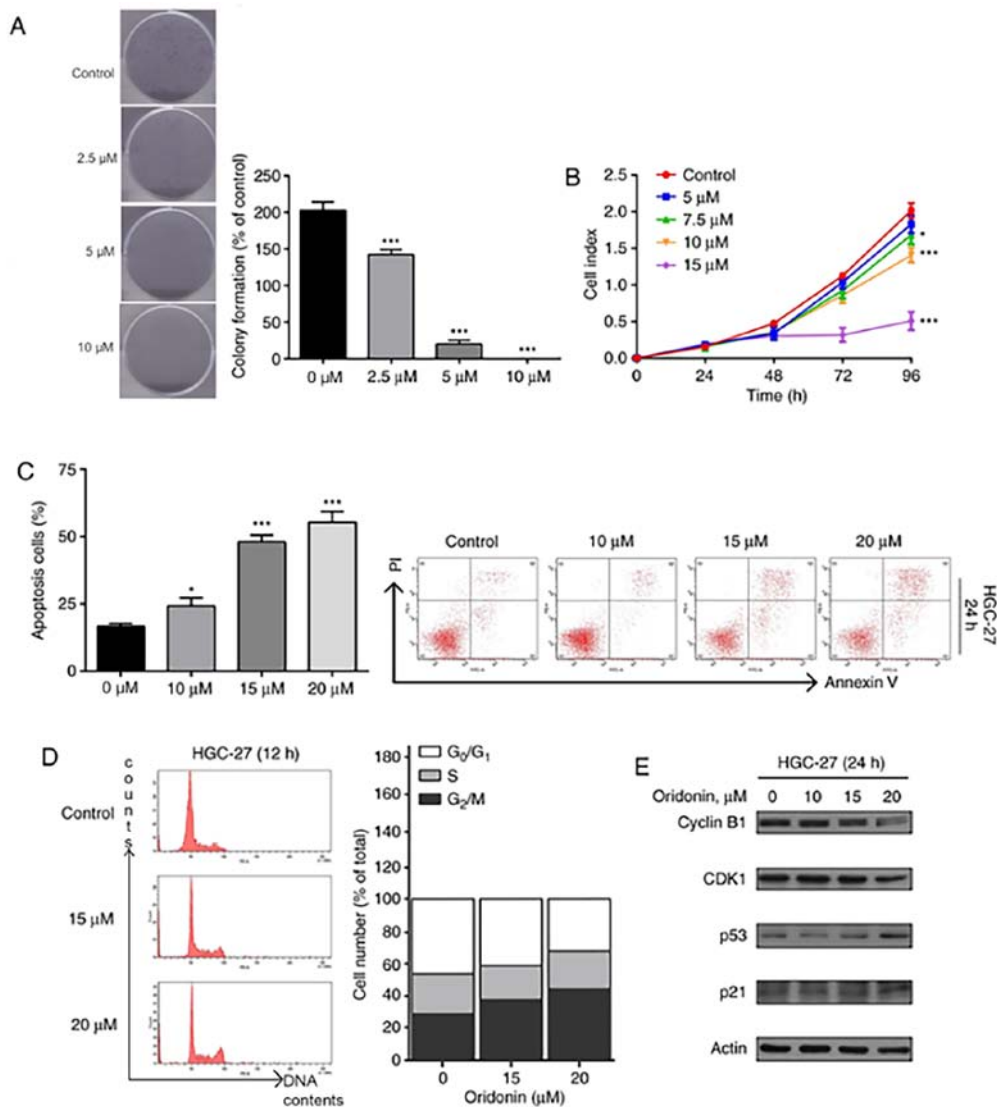 A
Control
2.5 µM
5 µM
10 µM
Colony formation (% of control)
250
200
150
100
50
0
***
***
***
0 µM
2.5 µM
5 µM
10 µM
B
Control
5 µM
7.5 µM
10 µM
15 µM
Cell index
2.5
2.0
1.5
1.0
0.5
0.0
*
***
***
0
24
48
72
96
Time (h)
C
Apoptosis cells (%)
75
50
25
0
*
***
***
0 µM
10 µM
15 µM
20 µM
Control
10 µM
15 µM
20 µM
PI
HGC-27
24 h
Annexin V
D
HGC-27 (12 h)
counts
Control
15 µM
20 µM
DNA
contents
G0/G1
S
G2/M
Cell number (% of total)
180
160
140
120
100
80
60
40
20
0
0
15
20
Oridonin (µM)
E
HGC-27 (24 h)
Oridonin, µM
0
10
15
20
Cyclin B1
CDK1
p53
p21
Actin